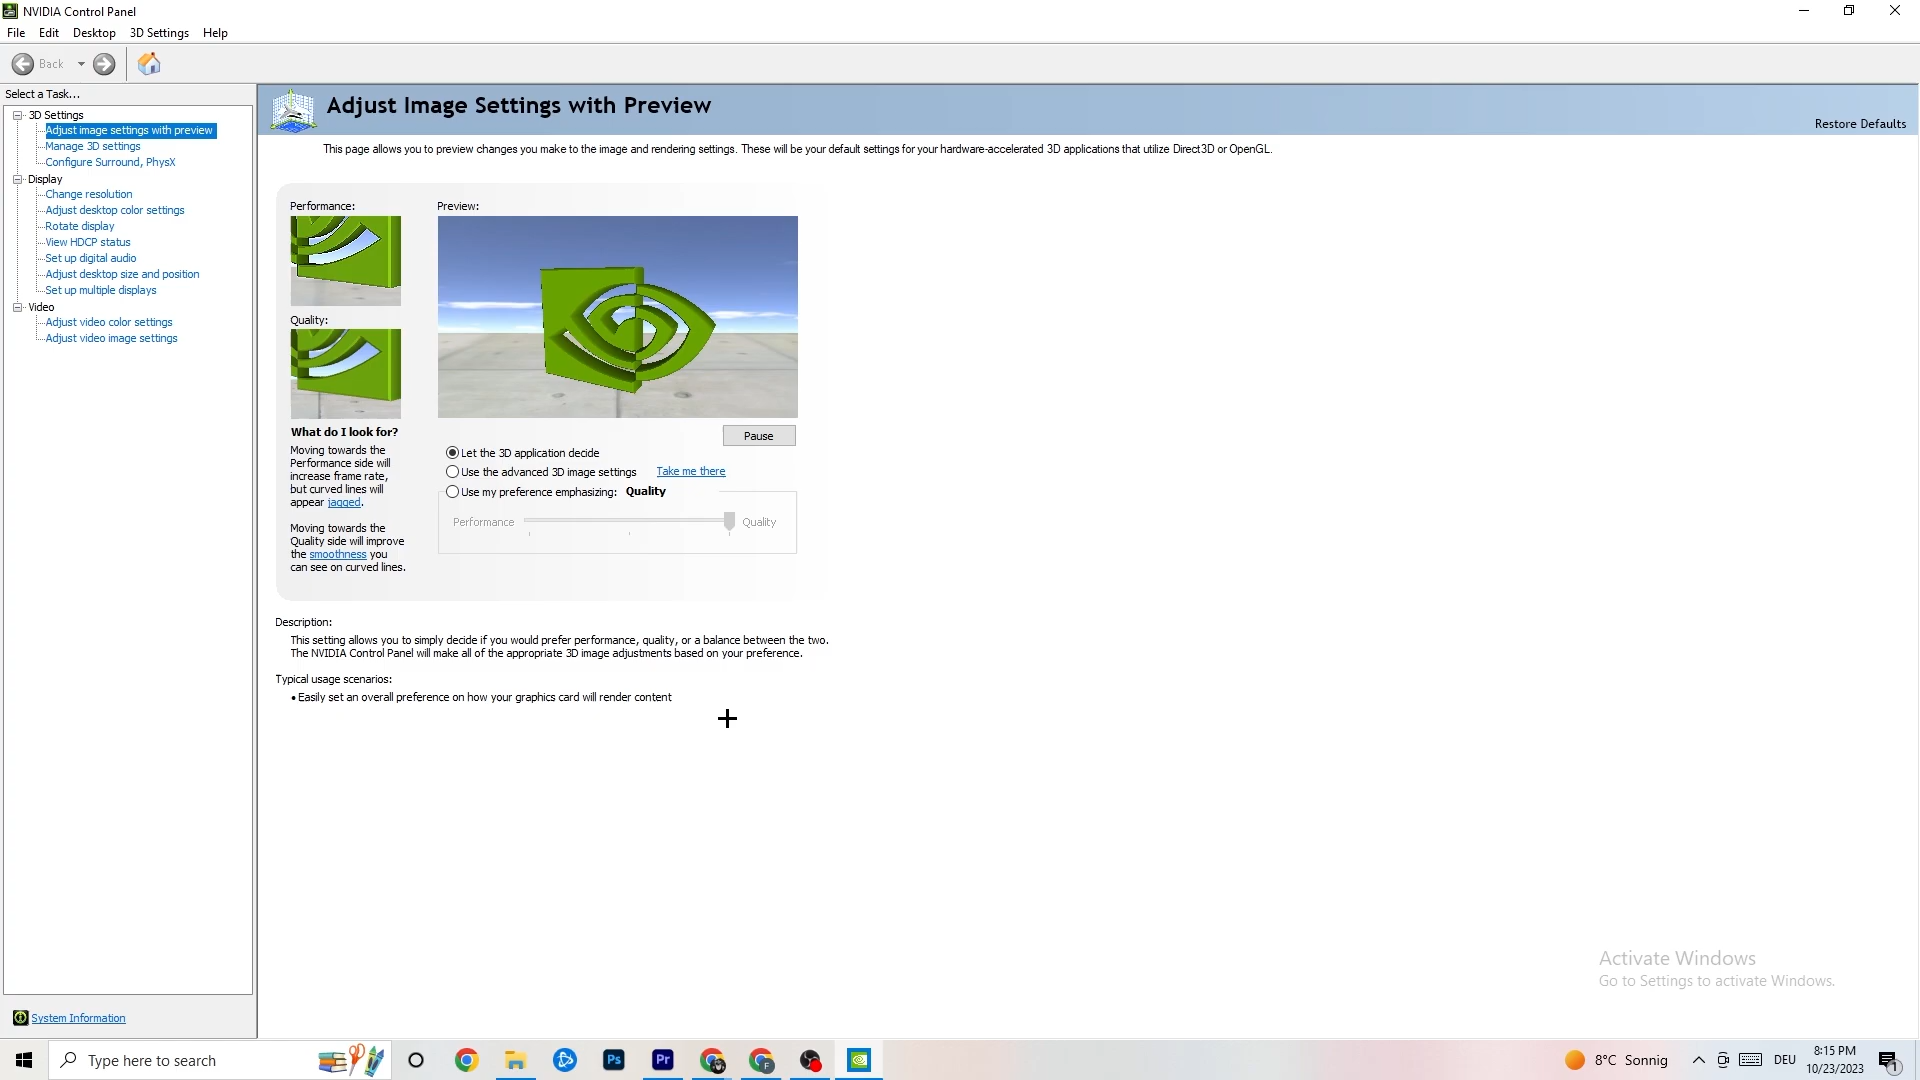 NVIDIA Control Panel
File Edit Desktop 3D Settings Help
Back
Select a Task...
3D Settings
Adjust image settings with preview
Manage 3D settings
Configure Surround, PhysX
Display
Change resolution
Adjust desktop color settings
Rotate display
View HDCP status
Set up digital audio
Adjust desktop size and position
Set up multiple displays
Video
Adjust video color settings
Adjust video image settings
System Information
Adjust Image Settings with Preview
Restore Defaults
This page allows you to preview changes you make to the image and rendering settings. These will be your default settings for your hardware-accelerated 3D applications that utilize Direct3D or OpenGL.
Performance:
Quality:
What do I look for?
Moving towards the
Performance side will
increase frame rate,
but curved lines will
appear jagged.
Moving towards the
Quality side will improve
the smoothness you
can see on curved lines.
Preview:
Pause
Let the 3D application decide
Use the advanced 3D image settings Take me there
Use my preference emphasizing: Quality
Performance Quality
Description:
This setting allows you to simply decide if you would prefer performance, quality, or a balance between the two.
The NVIDIA Control Panel will make all of the appropriate 3D image adjustments based on your preference.
Typical usage scenarios:
• Easily set an overall preference on how your graphics card will render content
Activate Windows
Go to Settings to activate Windows.
Type here to search
Ps
Pr
F
8°C Sonnig
DEU
8:15 PM
10/23/2023
1